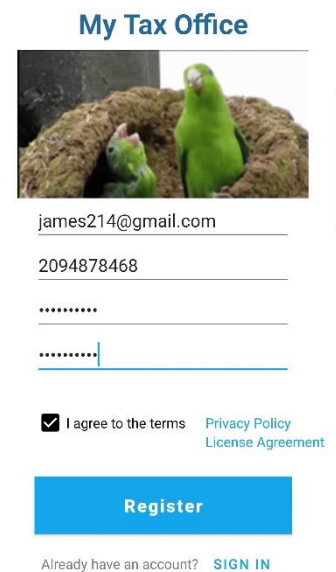 My Tax Office
james214@gmail.com
2094878468
••••••••••
••••••••••
I agree to the terms Privacy Policy
License Agreement
Register
Already have an account? SIGN IN